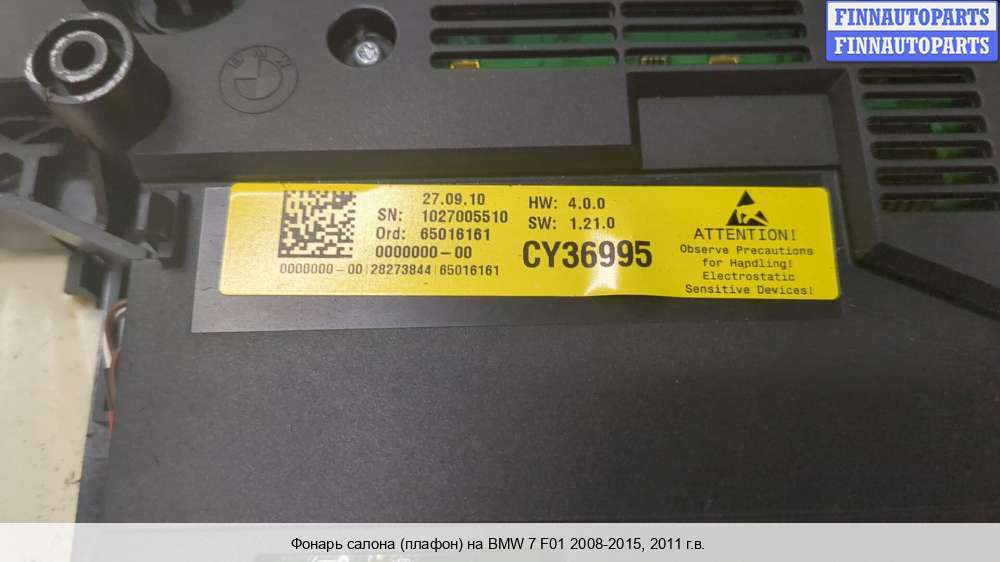 FINNAUTOPARTS
FINNAUTOPARTS
BMW
27.09.10
SN: 1027005510
Ord: 65016161
0000000-00
0000000-00 28273844 65016161
HW: 4.0.0
SW: 1.21.0
CY36995
ATTENTION!
Observe Precautions
for Handling!
Electrostatic
Sensitive Devices!
Фонарь салона (плафон) на BMW 7 F01 2008-2015, 2011 г.в.